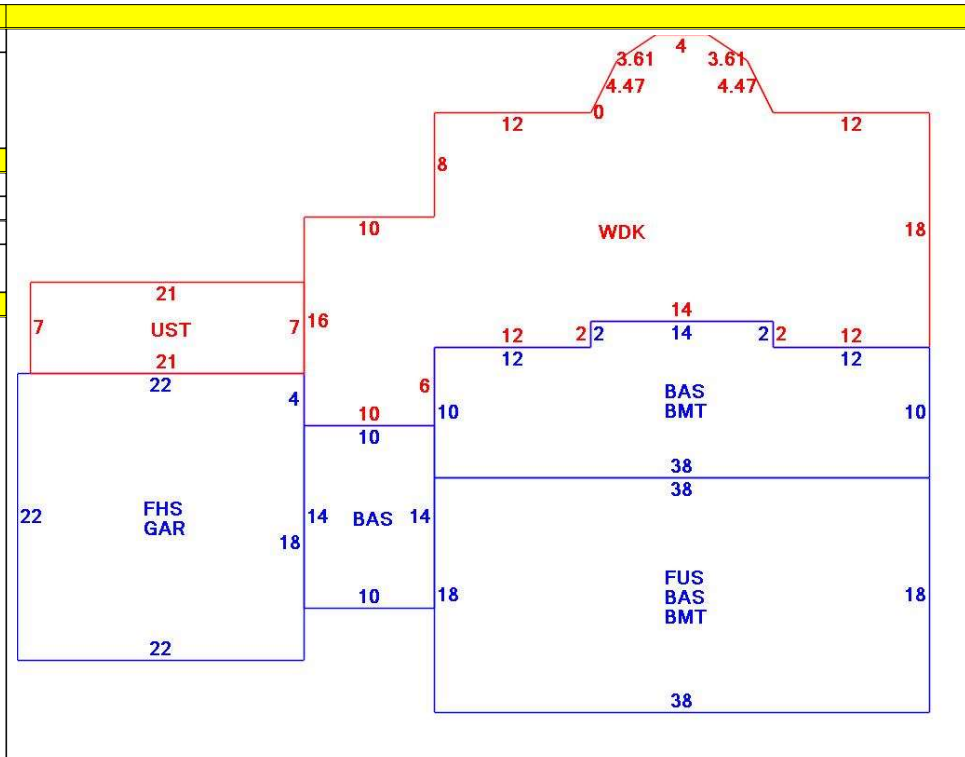 4
3.61 3.61
4.47 4.47
0
12 12
8
10 WDK 18
21 14
7 UST 7 16
12 2 2 14 2 2 12
12 12
21
22
4 6
10 BAS 10
BMT
10
10
38
38
22 FHS 14 BAS 14
GAR
18
FUS
10 18 BAS 18
BMT
22
38